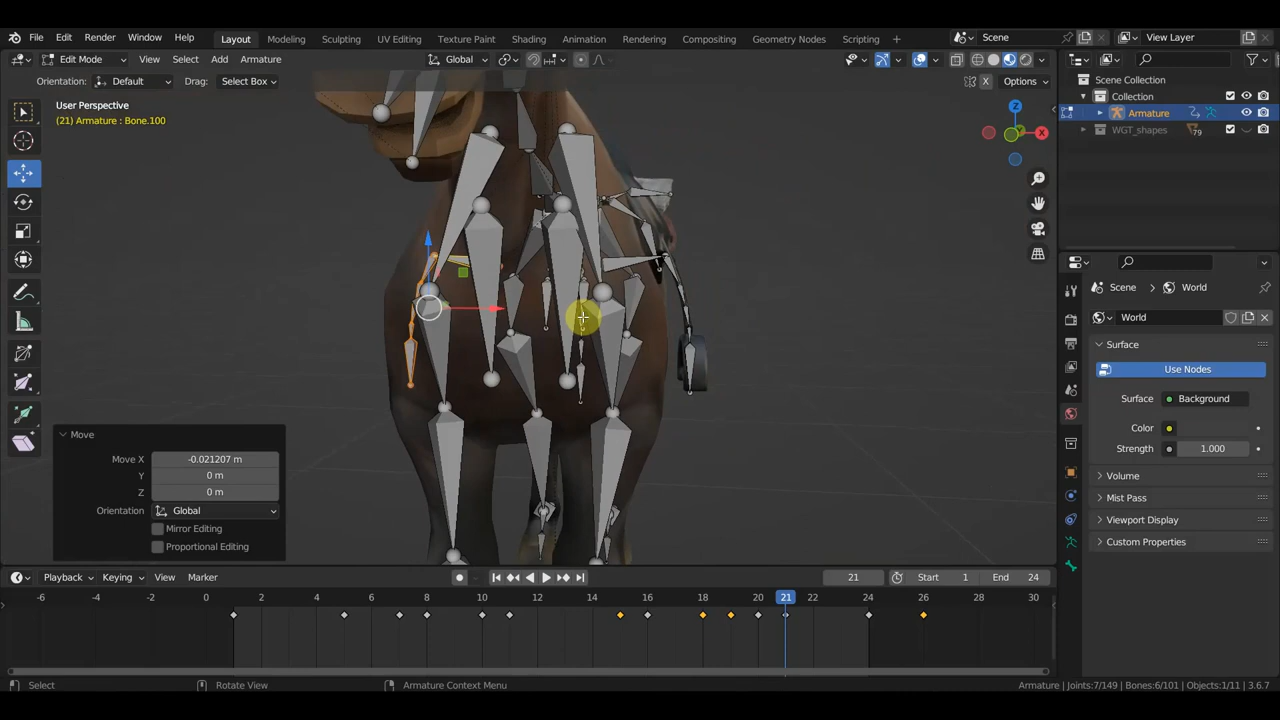 File Edit Render Window Help Layout Modeling Sculpting UV Editing Texture Paint Shading Animation Rendering Compositing Geometry Nodes Scripting + Scene View Layer
Edit Mode View Select Add Armature Global
Orientation: Default Drag: Select Box Options
User Perspective
(21) Armature : Bone.100
Z
X
Scene Collection
Collection
Armature
WGT_shapes 79
Scene > World
World
Surface
Use Nodes
Surface Background
Color
Strength 1.000
Volume
Mist Pass
Viewport Display
Custom Properties
Move
Move X -0.021207 m
Y 0 m
Z 0 m
Orientation Global
Mirror Editing
Proportional Editing
Playback Keying View Marker 21 Start 1 End 24
-6 -4 -2 0 2 4 6 8 10 12 14 16 18 20 21 22 24 26 28 30
Select Rotate View Armature Context Menu Armature | Joints:7/149 | Bones:6/101 | Objects:1/11 | 3.6.7